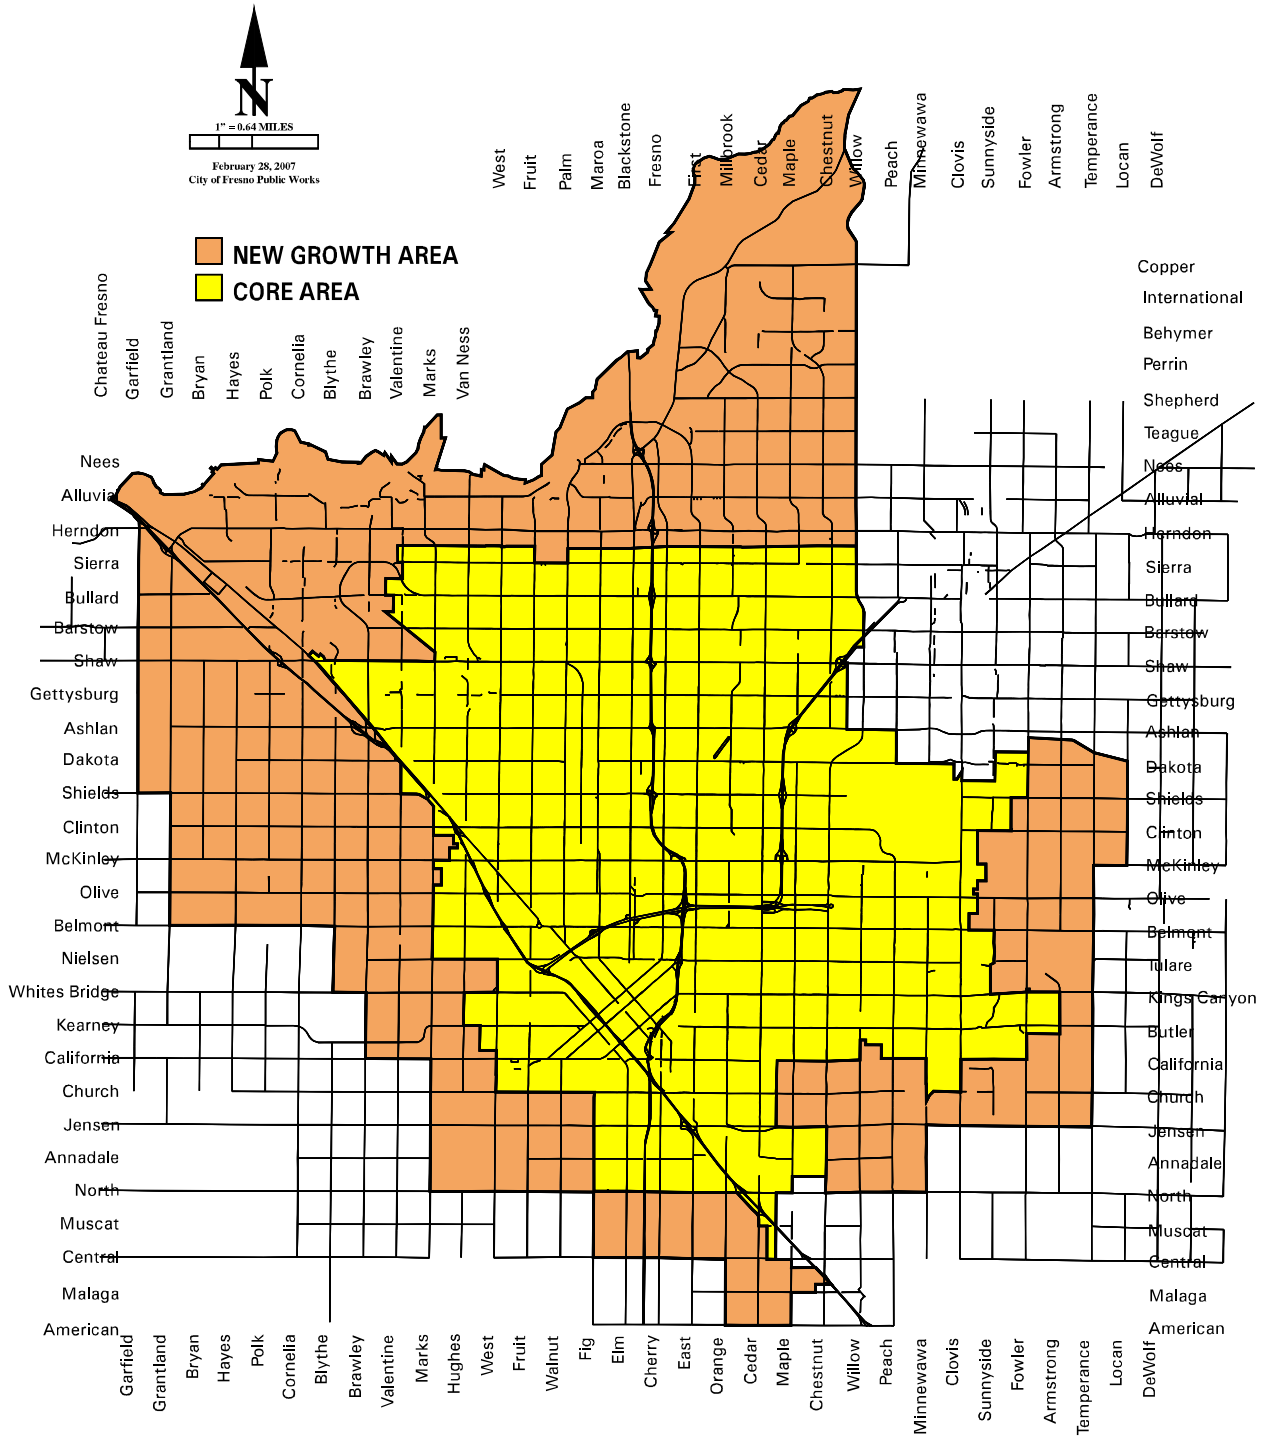 N
1" = 0.64 MILES
February 28, 2007
City of Fresno Public Works
NEW GROWTH AREA
CORE AREA
West
Fruit
Palm
Maroa
Blackstone
Fresno
First
Millbrook
Cedar
Maple
Chestnut
Willow
Peach
Minnewawa
Clovis
Sunnyside
Fowler
Armstrong
Temperance
Locan
DeWolf
Chateau Fresno
Garfield
Grantland
Bryan
Hayes
Polk
Cornelia
Blythe
Brawley
Valentine
Marks
Van Ness
Nees
Alluvial
Herndon
Sierra
Bullard
Barstow
Shaw
Gettysburg
Ashlan
Dakota
Shields
Clinton
McKinley
Olive
Belmont
Nielsen
Whites Bridge
Kearney
California
Church
Jensen
Annadale
North
Muscat
Central
Malaga
American
Copper
International
Behymer
Perrin
Shepherd
Teague
Nees
Alluvial
Herndon
Sierra
Bullard
Barstow
Shaw
Gettysburg
Ashlan
Dakota
Shields
Clinton
McKinley
Olive
Belmont
Tulare
Kings Canyon
Butler
California
Church
Jensen
Annadale
North
Muscat
Central
Malaga
American
Garfield
Grantland
Bryan
Hayes
Polk
Cornelia
Blythe
Brawley
Valentine
Marks
Hughes
West
Fruit
Walnut
Fig
Elm
Cherry
East
Orange
Cedar
Maple
Chestnut
Willow
Peach
Minnewawa
Clovis
Sunnyside
Fowler
Armstrong
Temperance
Locan
DeWolf